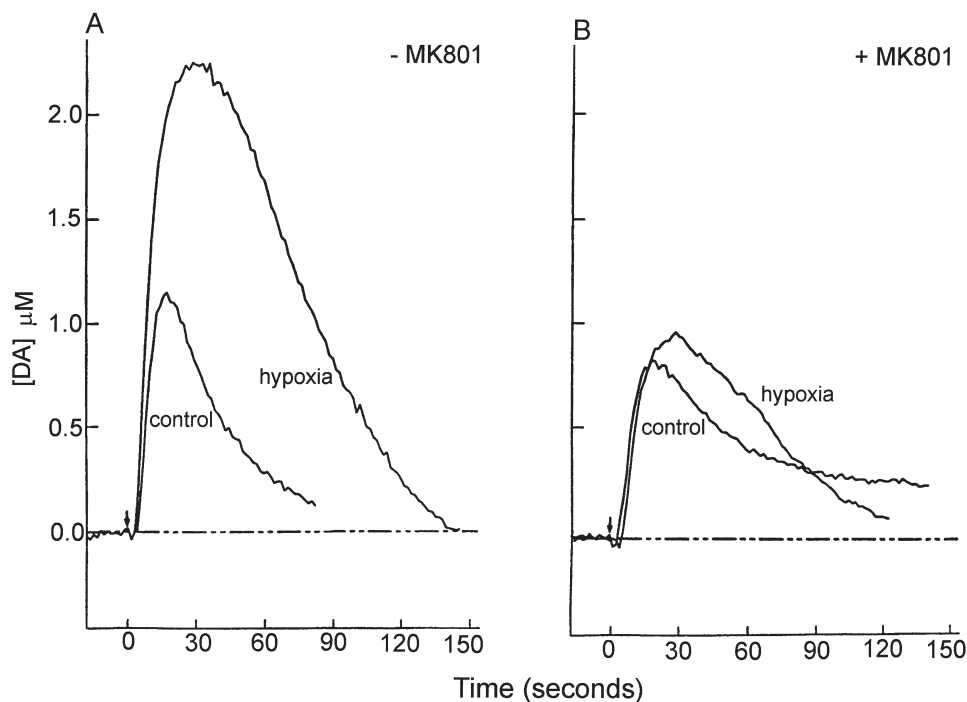 A
- MK801
[DA] µM
2.0
1.5
1.0
0.5
0.0
hypoxia
control
0 30 60 90 120 150
B
+ MK801
hypoxia
control
0 30 60 90 120 150
Time (seconds)